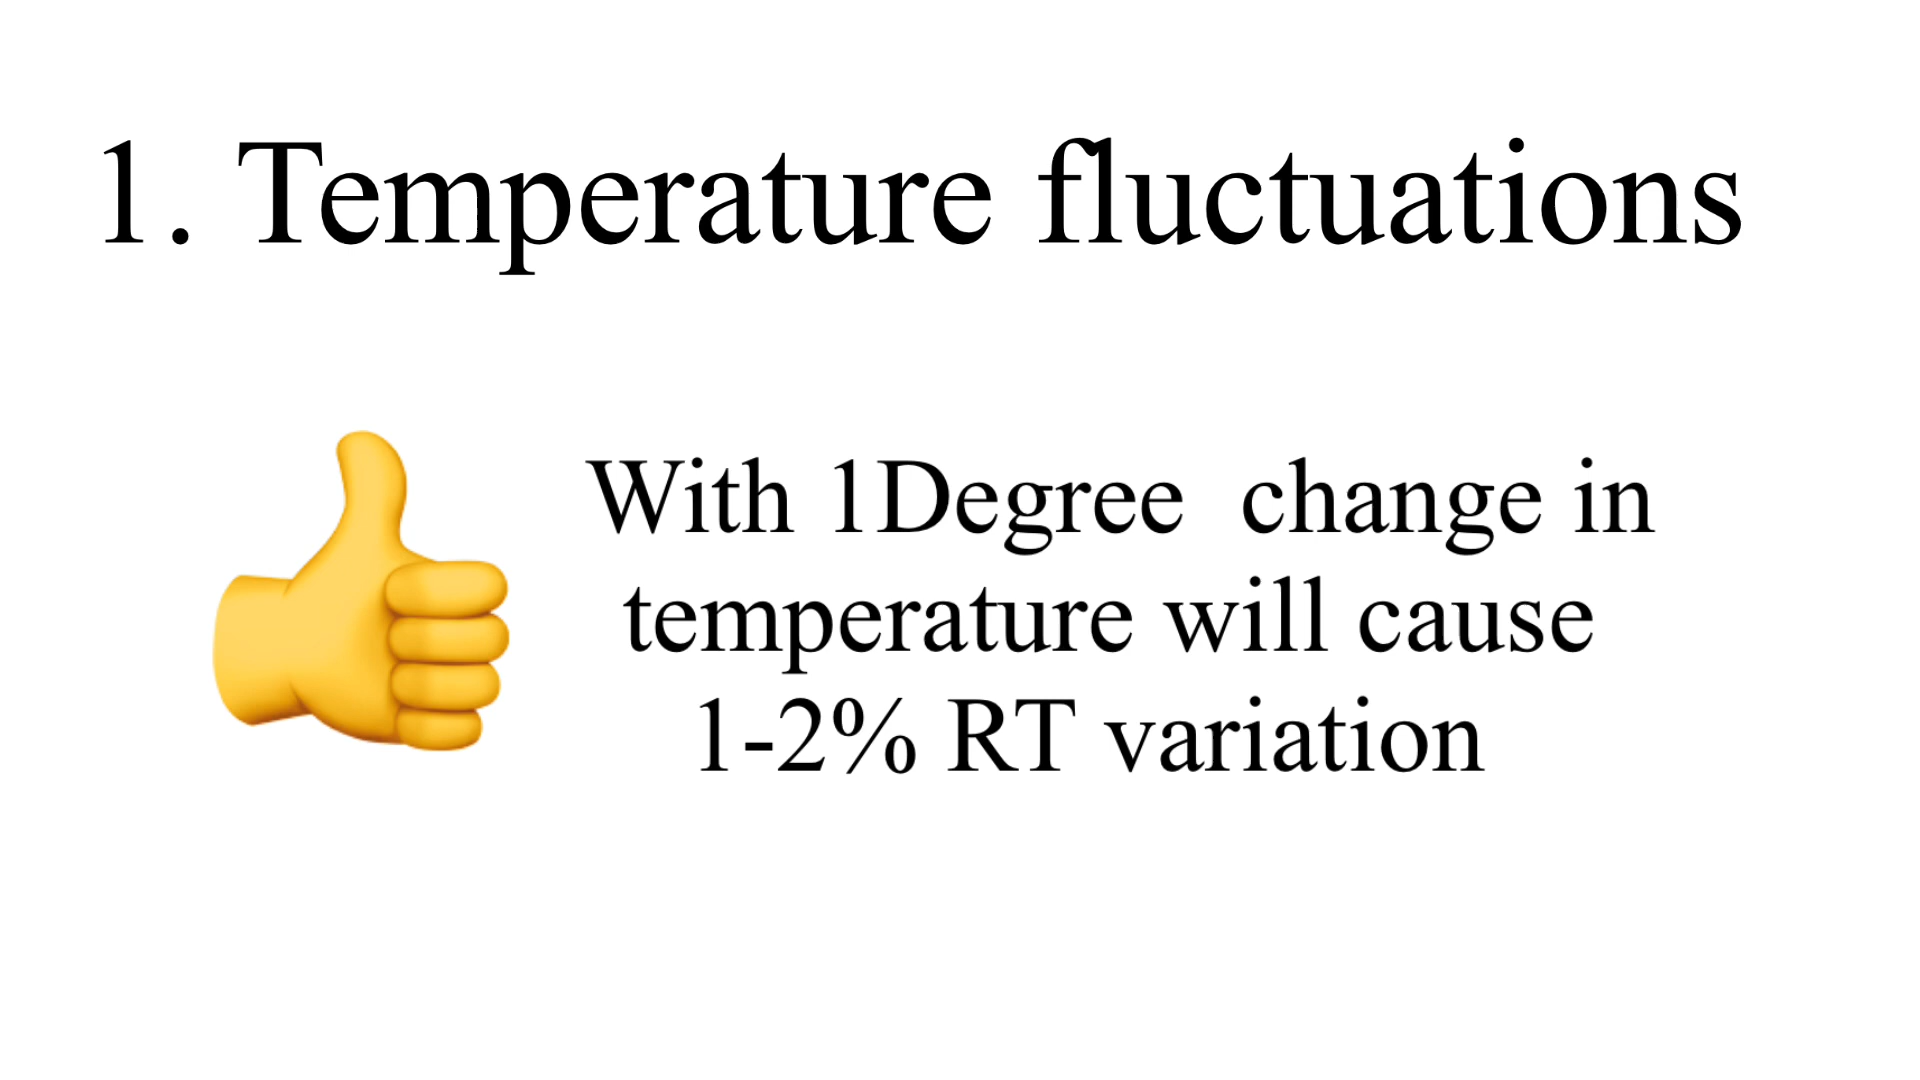 1. Temperature fluctuations
With 1Degree  change in
temperature will cause
1-2% RT variation